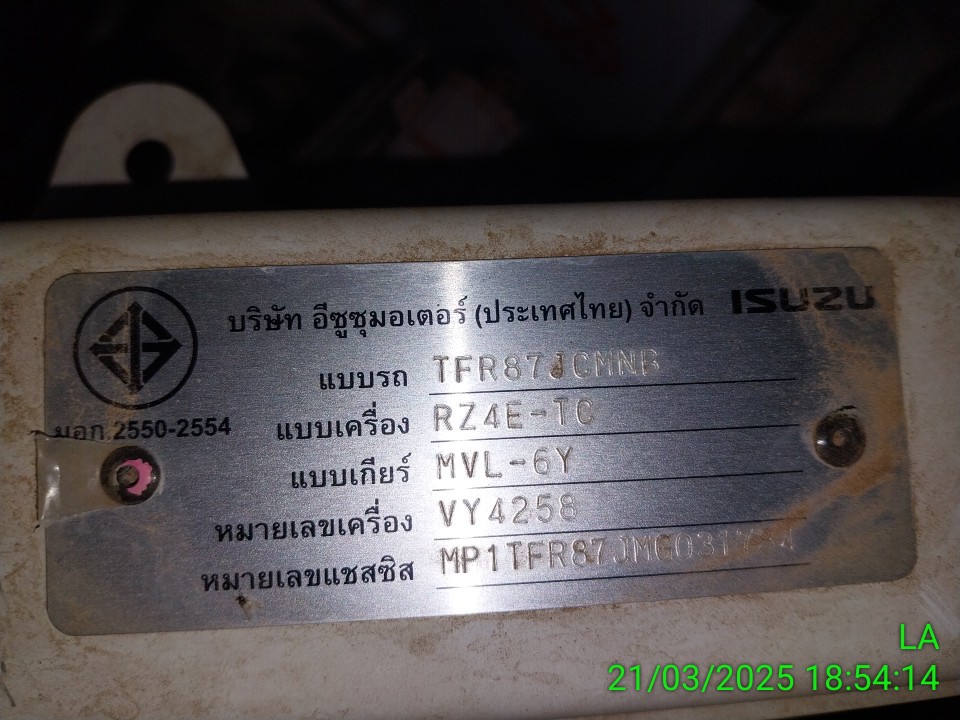 บริษัท อีซูซุมอเตอร์ (ประเทศไทย) จำกัด ISUZU
แบบรถ TFR87JCMNB
มอก.2550-2554
แบบเครื่อง RZ4E-TC
แบบเกียร์ MVL-6Y
หมายเลขเครื่อง VY4258
หมายเลขแชสซิส
LA
21/03/2025 18:54:14